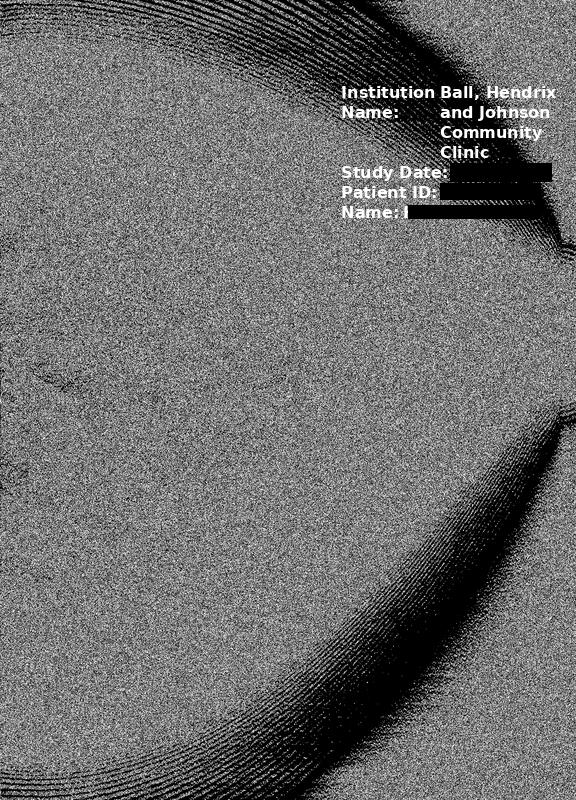 Institution Name: Ball, Hendrix
and Johnson
Community
Clinic
Study Date:
Patient ID:
Name: